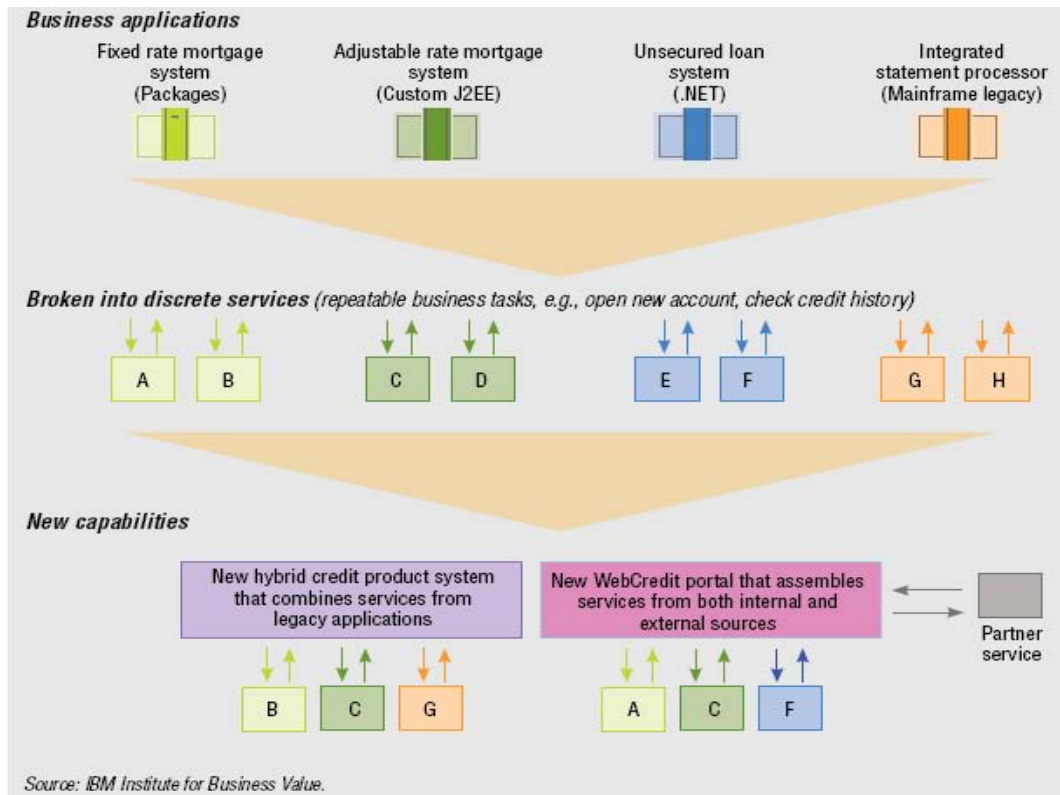 Business applications
Fixed rate mortgage
system
(Packages)
Adjustable rate mortgage
system
(Custom J2EE)
Unsecured loan
system
(.NET)
Integrated
statement processor
(Mainframe legacy)
Broken into discrete services (repeatable business tasks, e.g., open new account, check credit history)
A
B
C
D
E
F
G
H
New capabilities
New hybrid credit product system
that combines services from
legacy applications
New WebCredit portal that assembles
services from both internal and
external sources
Partner
service
B
C
G
A
C
F
Source: IBM Institute for Business Value.